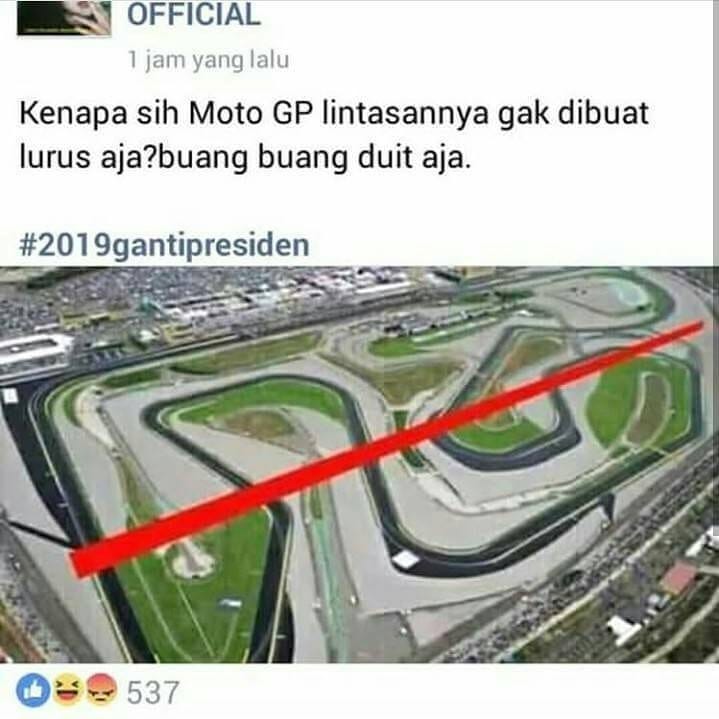 OFFICIAL
1 jam yang lalu
Kenapa sih Moto GP lintasannya gak dibuat
lurus aja?buang buang duit aja.
#2019gantipresiden
537